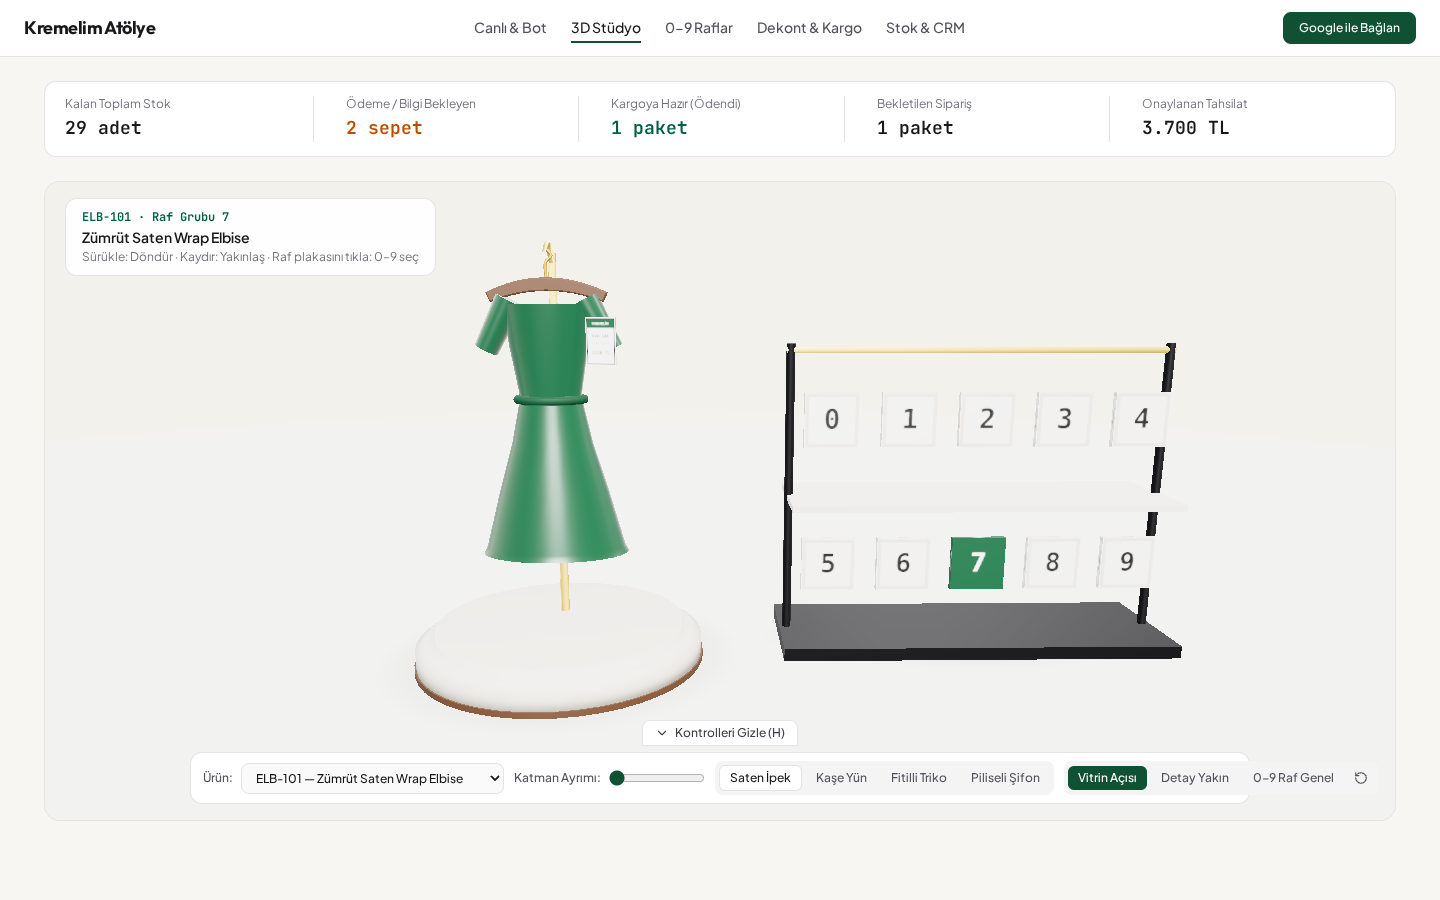 Kremelim Atölye
Canlı & Bot
3D Stüdyo
0–9 Raflar
Dekont & Kargo
Stok & CRM
Google ile Bağlan
Kalan Toplam Stok
29 adet
Ödeme / Bilgi Bekleyen
2 sepet
Kargoya Hazır (Ödendi)
1 paket
Bekletilen Sipariş
1 paket
Onaylanan Tahsilat
3.700 TL
ELB-101 · Raf Grubu 7
Zümrüt Saten Wrap Elbise
Sürükle: Döndür · Kaydır: Yakınlaş · Raf plakasını tıkla: 0–9 seç
0 1 2 3 4
5 6 7 8 9
Kontrolleri Gizle (H)
Ürün:
ELB-101 — Zümrüt Saten Wrap Elbise
Katman Ayrımı:
Saten İpek
Kaşe Yün
Fitilli Triko
Piliseli Şifon
Vitrin Açısı
Detay Yakın
0–9 Raf Genel